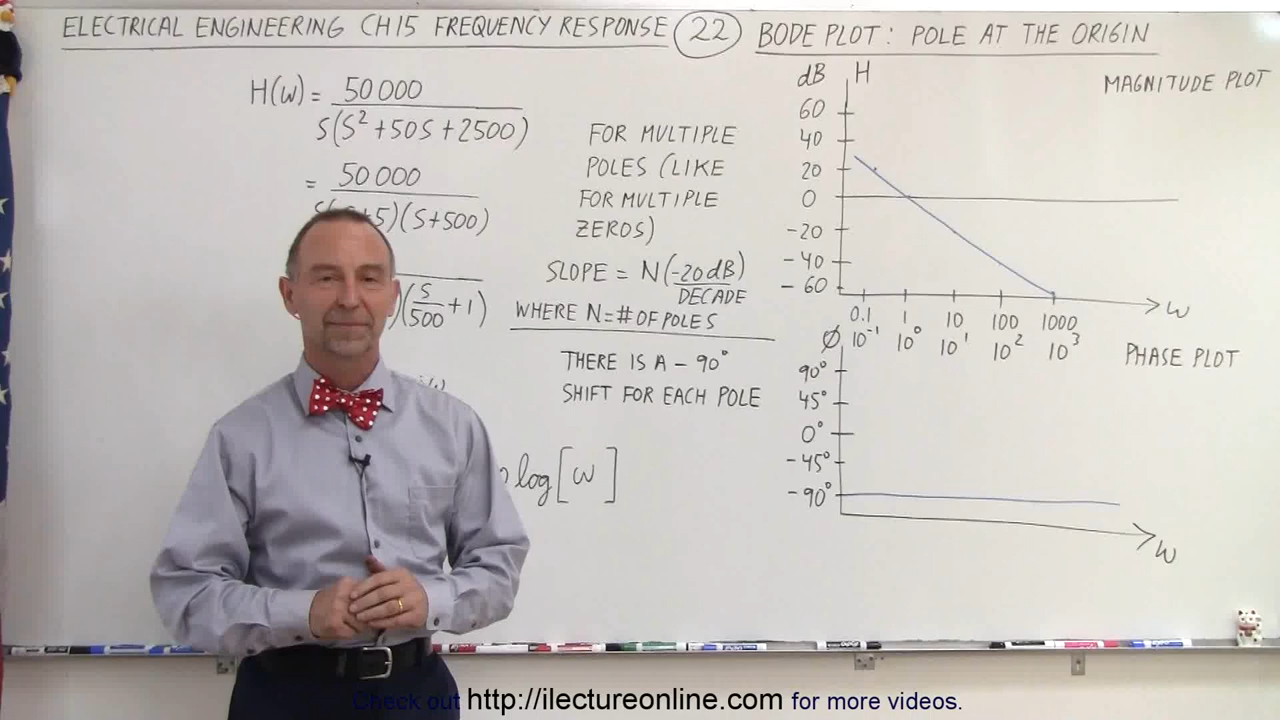 ELECTRICAL ENGINEERING CH15 FREQUENCY RESPONSE 22 BODE PLOT: POLE AT THE ORIGIN
H(ω) = 50 000 / S(S² + 50S + 2500)
= 50 000 / (S+5)(S+500)
)(S/500 + 1)
log[ω]
FOR MULTIPLE
POLES (LIKE
FOR MULTIPLE
ZEROS)
SLOPE = N(-20dB)
DECADE
WHERE N=# OF POLES
THERE IS A -90°
SHIFT FOR EACH POLE
dB H
MAGNITUDE PLOT
60
40
20
0
-20
-40
-60
0.1 1 10 100 1000 ω
10⁻¹ 10⁰ 10¹ 10² 10³
Ø PHASE PLOT
90°
45°
0°
-45°
-90°
ω
Check out http://ilectureonline.com for more videos.